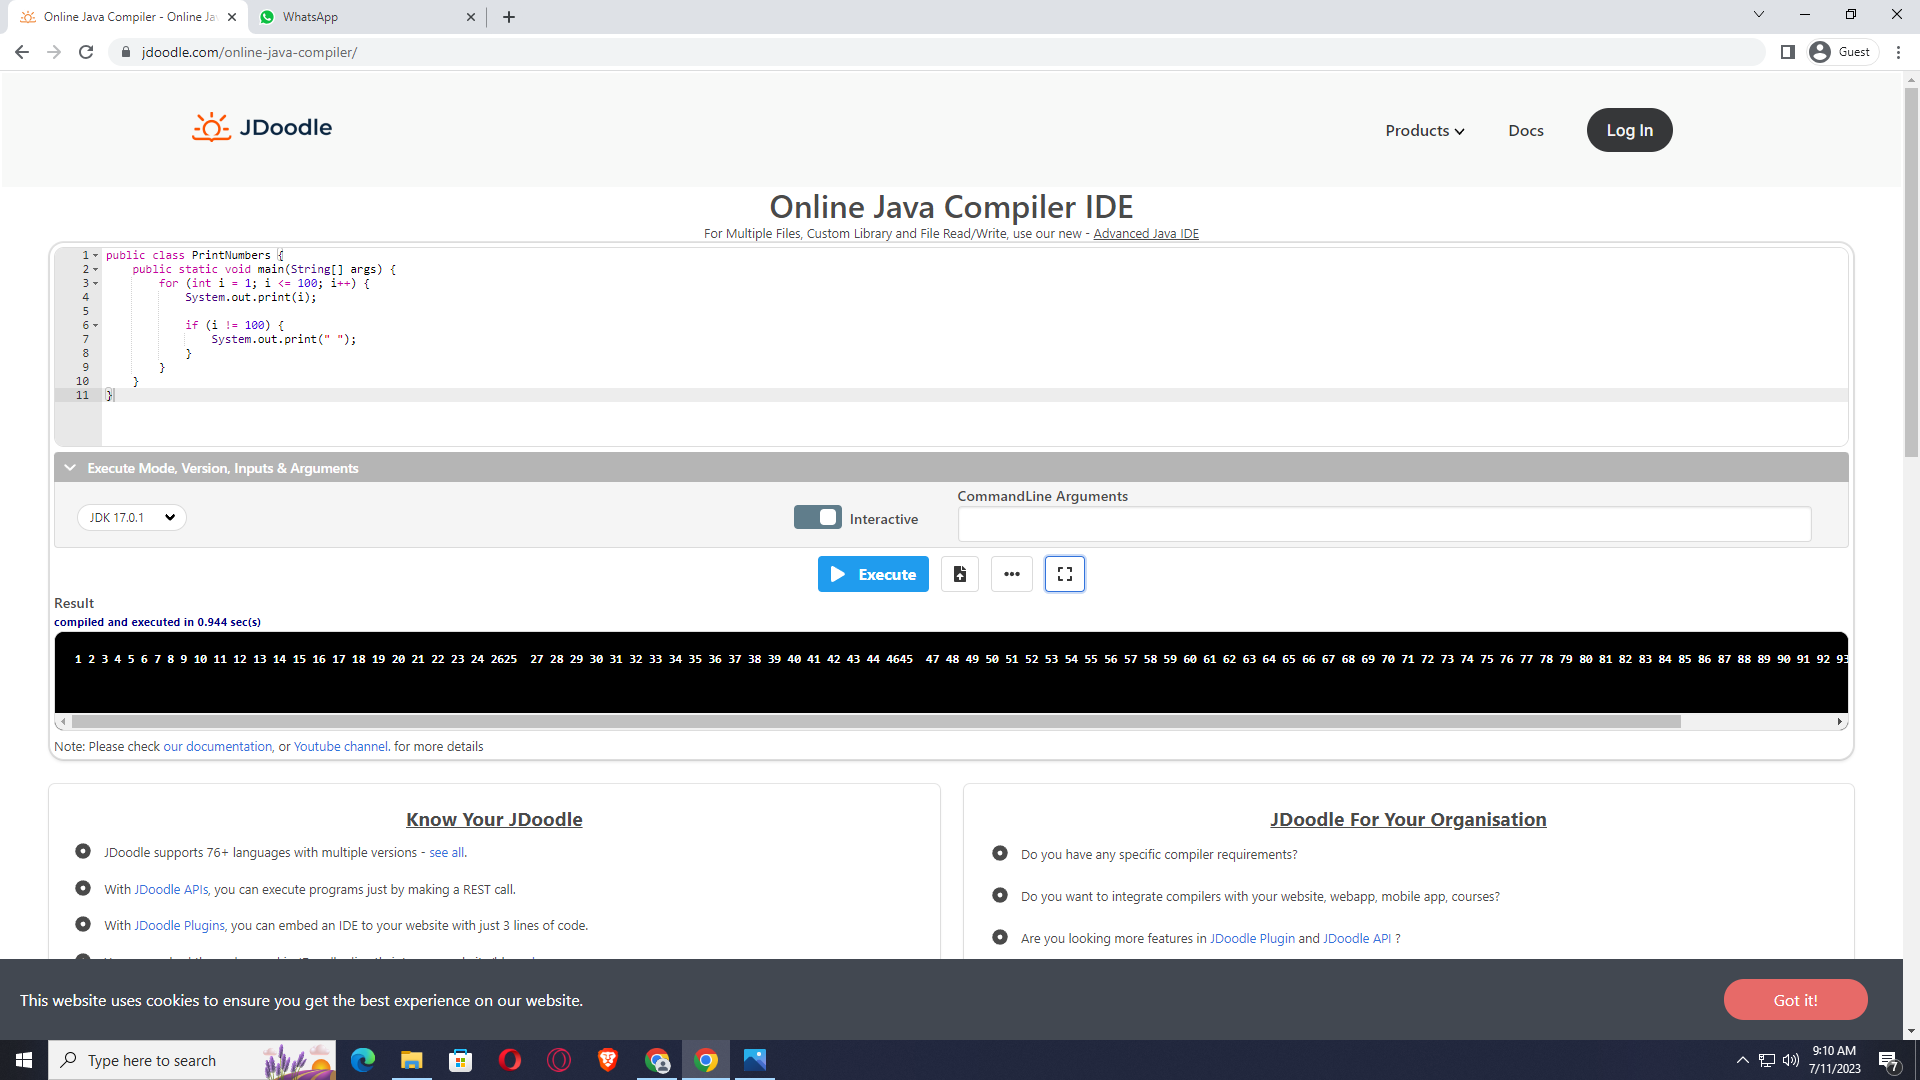 Online Java Compiler - Online Ja
WhatsApp
jdoodle.com/online-java-compiler/
Guest
JDoodle
Products
Docs
Log In
Online Java Compiler IDE
For Multiple Files, Custom Library and File Read/Write, use our new - Advanced Java IDE
1 public class PrintNumbers {
2 public static void main(String[] args) {
3 for (int i = 1; i <= 100; i++) {
4 System.out.print(i);
5
6 if (i != 100) {
7 System.out.print(" ");
8 }
9 }
10 }
11 }
Execute Mode, Version, Inputs & Arguments
CommandLine Arguments
JDK 17.0.1
Interactive
Execute
Result
compiled and executed in 0.944 sec(s)
1 2 3 4 5 6 7 8 9 10 11 12 13 14 15 16 17 18 19 20 21 22 23 24 2625  27 28 29 30 31 32 33 34 35 36 37 38 39 40 41 42 43 44 4645  47 48 49 50 51 52 53 54 55 56 57 58 59 60 61 62 63 64 65 66 67 68 69 70 71 72 73 74 75 76 77 78 79 80 81 82 83 84 85 86 87 88 89 90 91 92 93
Note: Please check our documentation, or Youtube channel. for more details
Know Your JDoodle
JDoodle supports 76+ languages with multiple versions - see all.
With JDoodle APIs, you can execute programs just by making a REST call.
With JDoodle Plugins, you can embed an IDE to your website with just 3 lines of code.
JDoodle For Your Organisation
Do you have any specific compiler requirements?
Do you want to integrate compilers with your website, webapp, mobile app, courses?
Are you looking more features in JDoodle Plugin and JDoodle API ?
This website uses cookies to ensure you get the best experience on our website.
Got it!
Type here to search
9:10 AM
7/11/2023
7